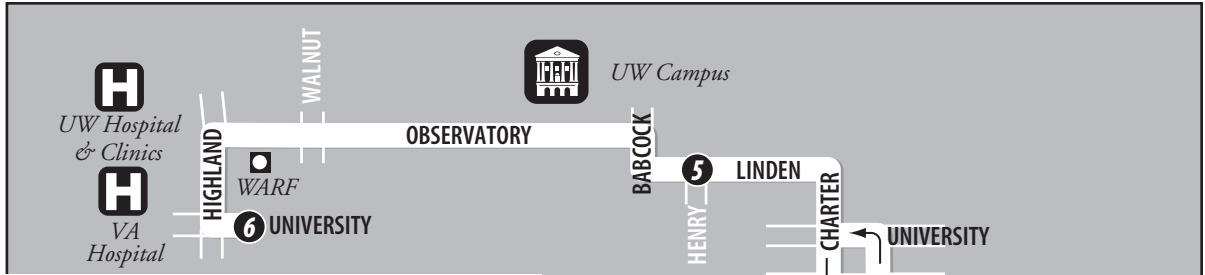 WALNUT
H
UW Campus
UW Hospital
& Clinics
OBSERVATORY
BABCOCK
HIGHLAND
WARF
5
LINDEN
H
CHARTER
HENRY
6 UNIVERSITY
UNIVERSITY
VA
Hospital